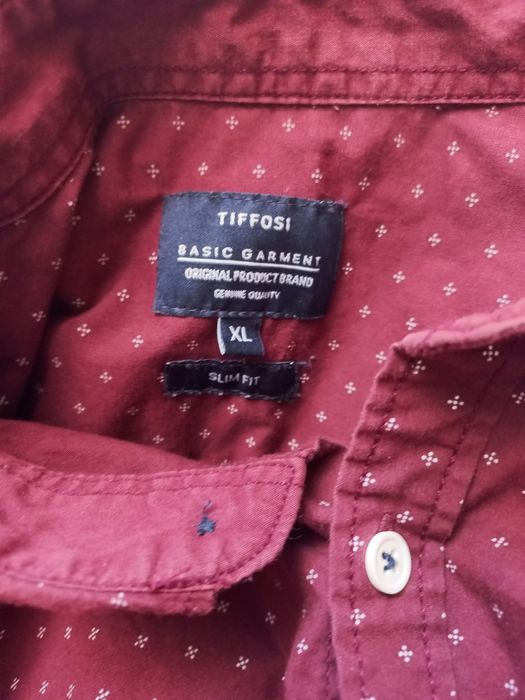 TIFFOSI
BASIC GARMENT
ORIGINAL PRODUCT BRAND
GENUINE QUALITY
XL
SLIM FIT